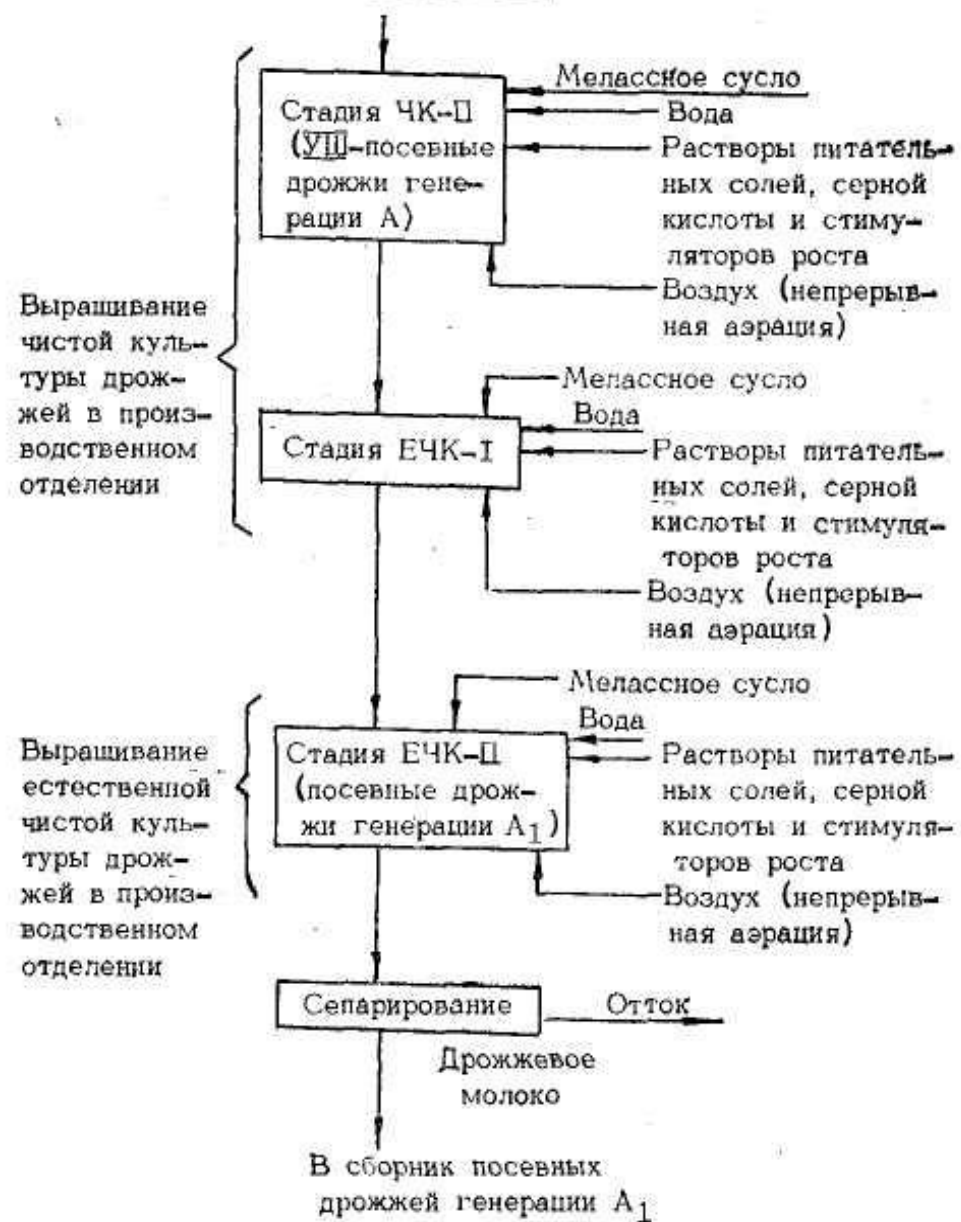 Мелассное сусло
Стадия ЧК-П
Вода
(УШ-посевные
Растворы питатель-
дрожжи гене-
ных солей, серной
рации А)
кислоты и стиму-
ляторов роста
Воздух (непрерыв-
ная аэрация)
Выращивание
чистой куль-
туры дрож-
жей в произ-
водственном
отделении
Мелассное сусло
Вода
Стадия ЕЧК-I
Растворы питатель-
ных солей, серной
кислоты и стимуля-
торов роста
Воздух (непрерыв-
ная аэрация)
Мелассное сусло
Вода
Выращивание
естественной
чистой куль-
туры дрож-
жей в произ-
водственном
отделении
Стадия ЕЧК-П
(посевные дрож-
жи генерации А1)
Растворы питатель-
ных солей, серной
кислоты и стимуля-
торов роста
Воздух (непрерыв-
ная аэрация)
Сепарирование
Отток
Дрожжевое
молоко
В сборник посевных
дрожжей генерации А1